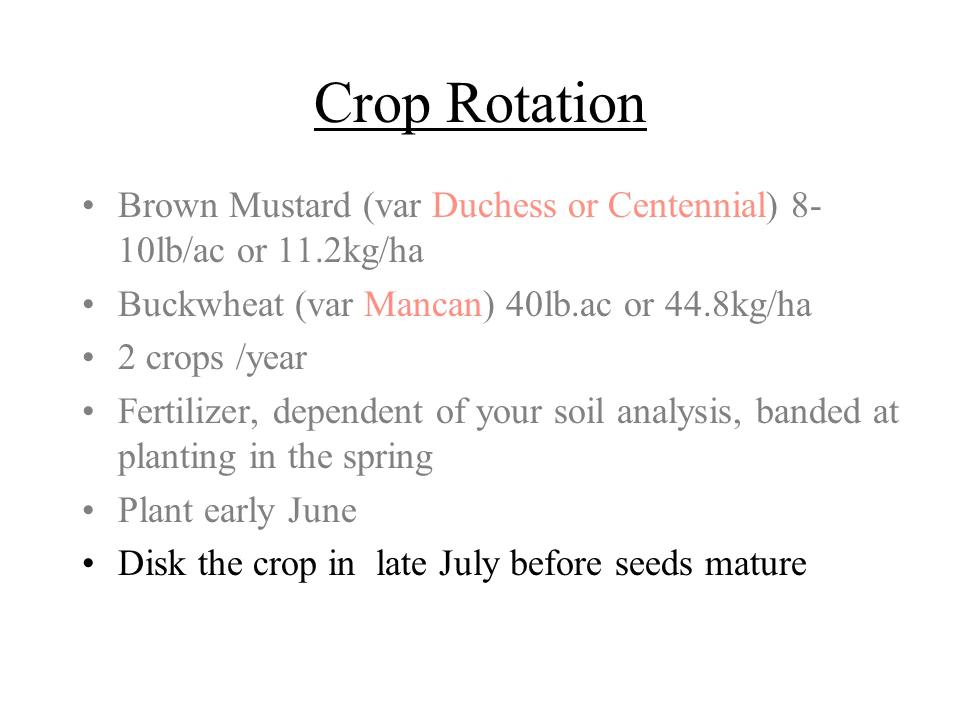 Crop Rotation
• Brown Mustard (var Duchess or Centennial) 8-
10lb/ac or 11.2kg/ha
• Buckwheat (var Mancan) 40lb.ac or 44.8kg/ha
• 2 crops /year
• Fertilizer, dependent of your soil analysis, banded at
planting in the spring
• Plant early June
• Disk the crop in  late July before seeds mature